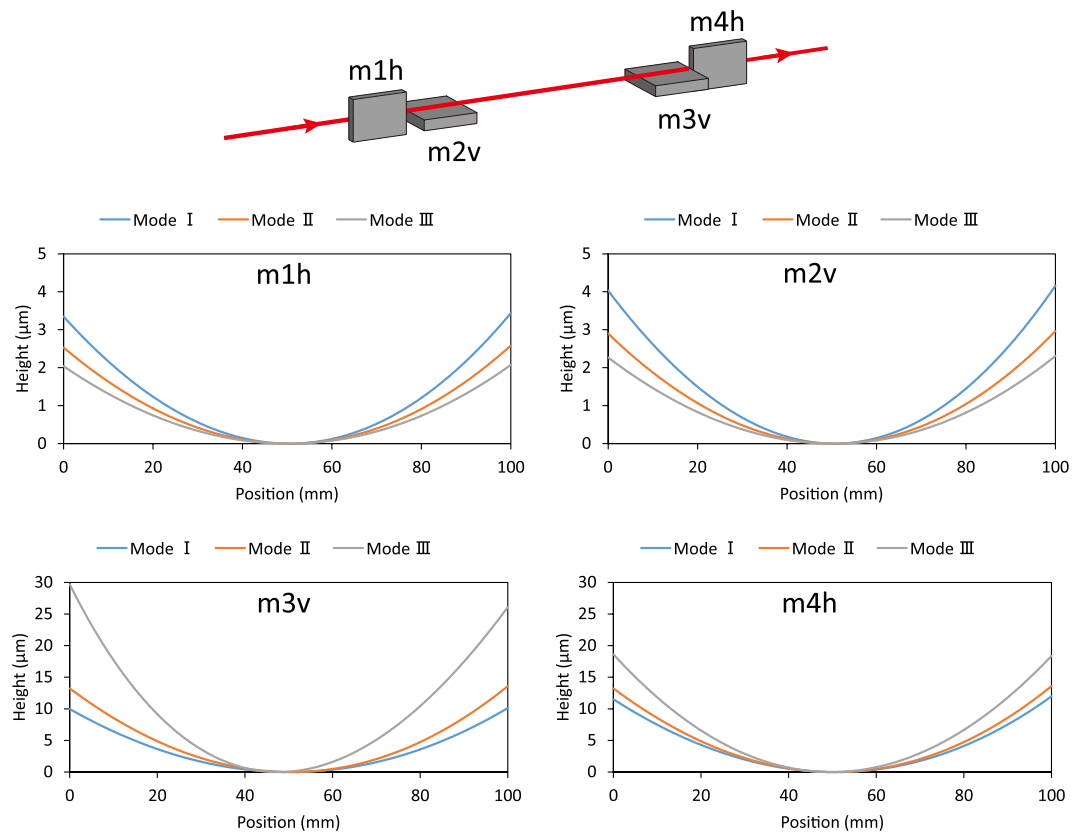 m4h
m1h
m3v
m2v
Mode Ⅰ Mode Ⅱ Mode Ⅲ
m1h
Height (μm)
5
4
3
2
1
0
0 20 40 60 80 100
Position (mm)
Mode Ⅰ Mode Ⅱ Mode Ⅲ
m2v
Height (μm)
5
4
3
2
1
0
0 20 40 60 80 100
Position (mm)
Mode Ⅰ Mode Ⅱ Mode Ⅲ
m3v
Height (μm)
30
25
20
15
10
5
0
0 20 40 60 80 100
Position (mm)
Mode Ⅰ Mode Ⅱ Mode Ⅲ
m4h
Height (μm)
30
25
20
15
10
5
0
0 20 40 60 80 100
Position (mm)